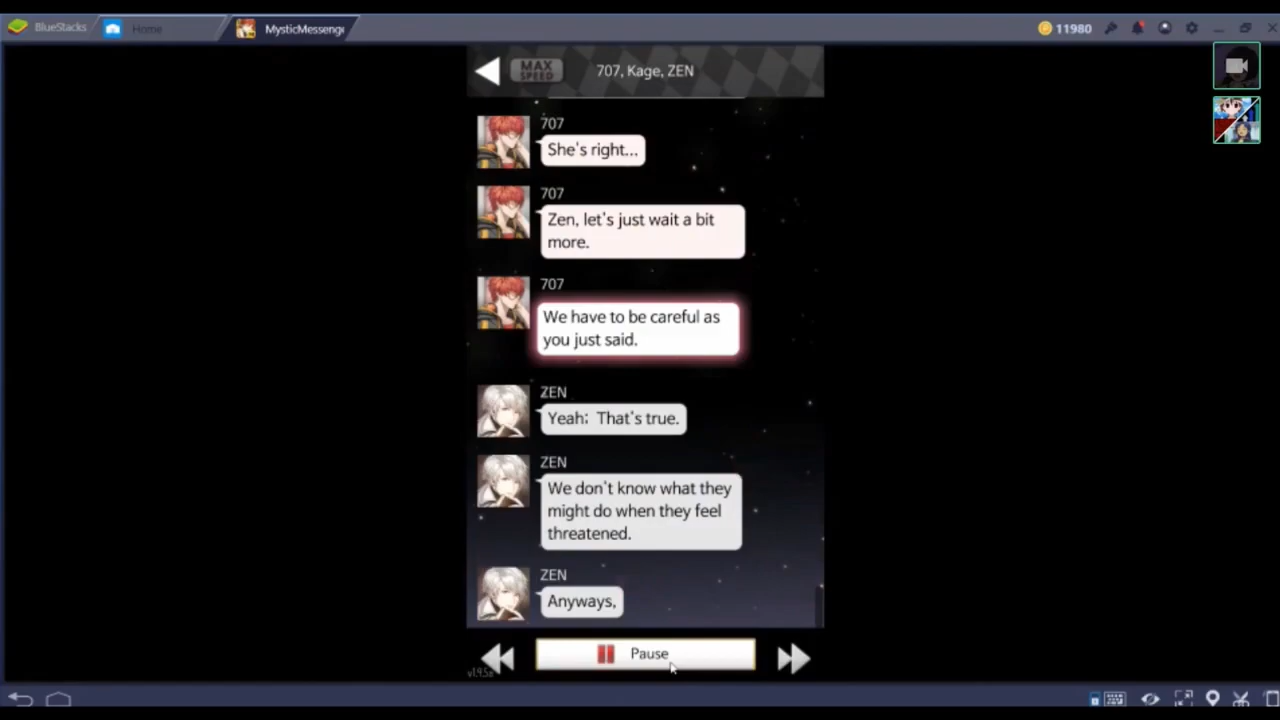 BlueStacks
Home
MysticMesseng
11980
MAX
SPEED
707, Kage, ZEN
707
She's right...
707
Zen, let's just wait a bit
more.
707
We have to be careful as
you just said.
ZEN
Yeah; That's true.
ZEN
We don't know what they
might do when they feel
threatened.
ZEN
Anyways,
Pause